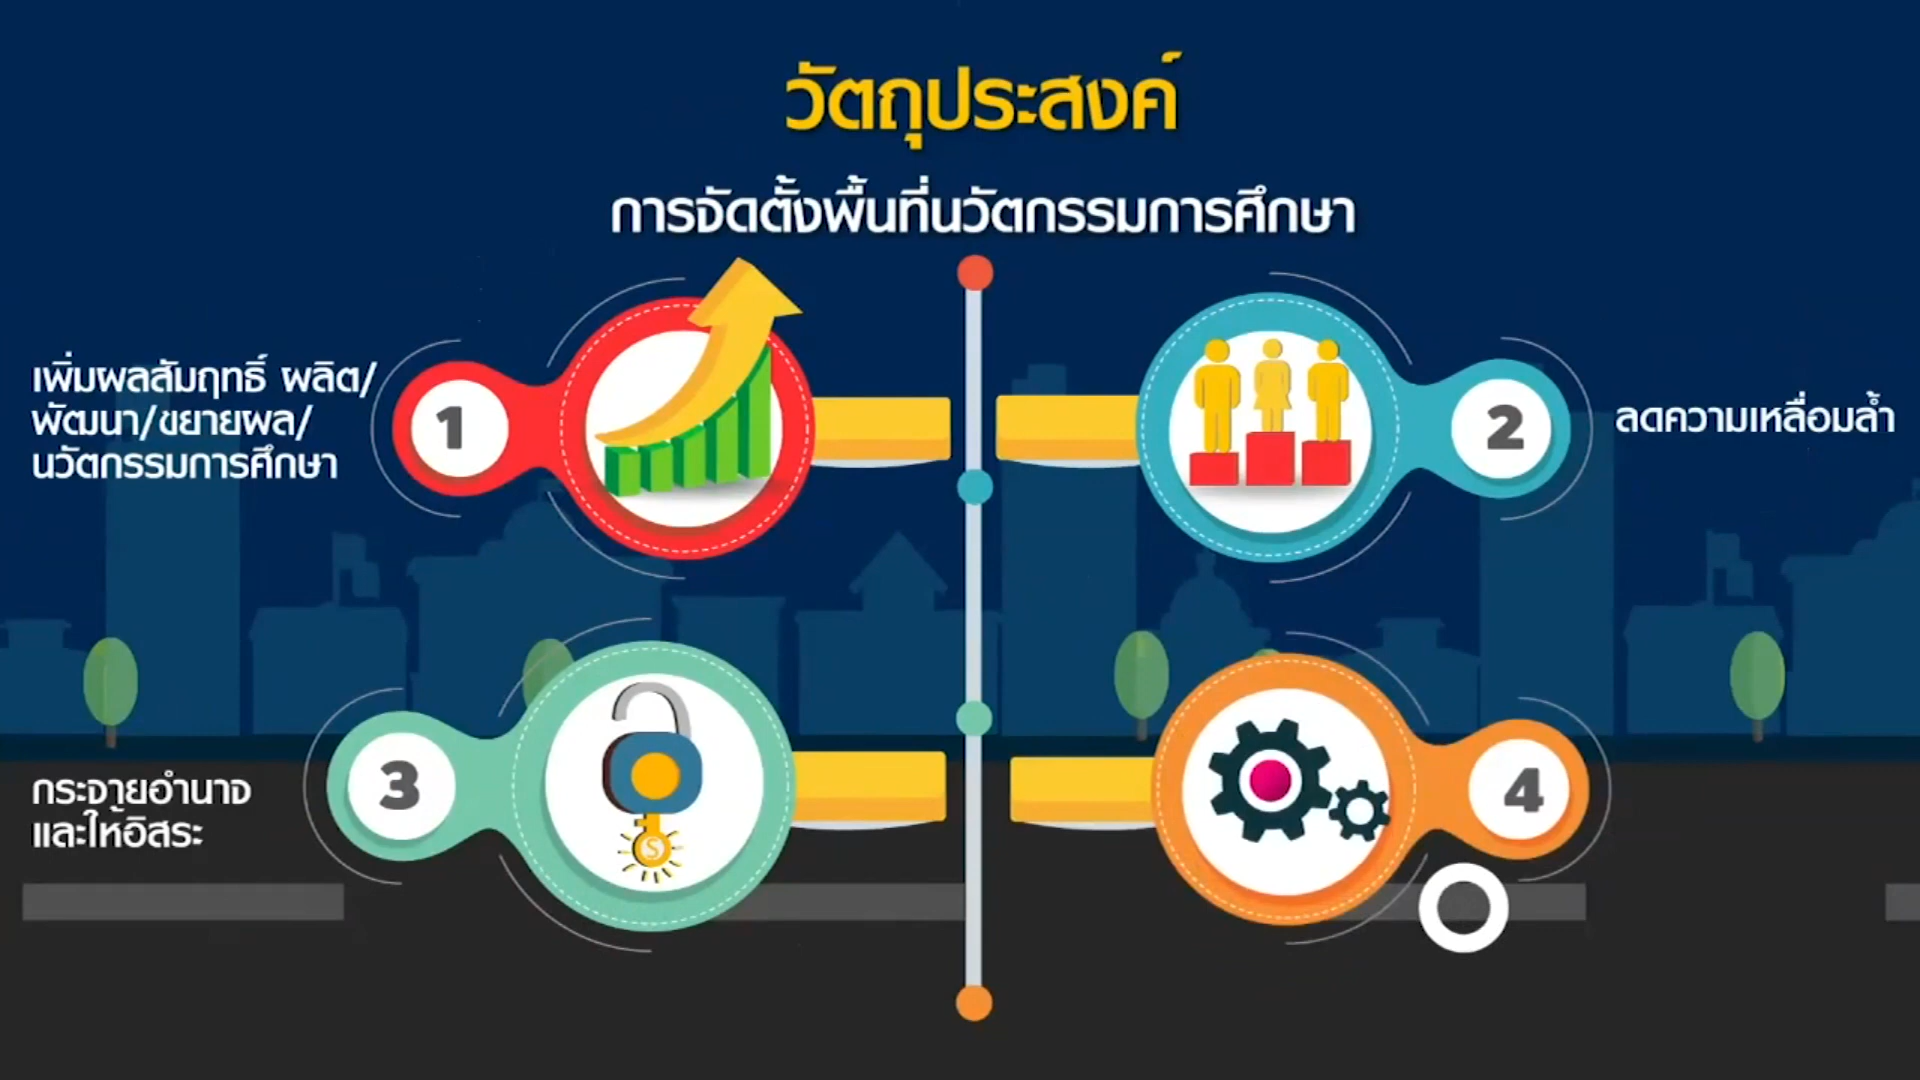 วัตถุประสงค์
การจัดตั้งพื้นที่นวัตกรรมการศึกษา
เพิ่มผลสัมฤทธิ์ ผลิต/
พัฒนา/ขยายผล/
นวัตกรรมการศึกษา
1
2
ลดความเหลื่อมล้ำ
กระจายอำนาจ
และให้อิสระ
3
S
4